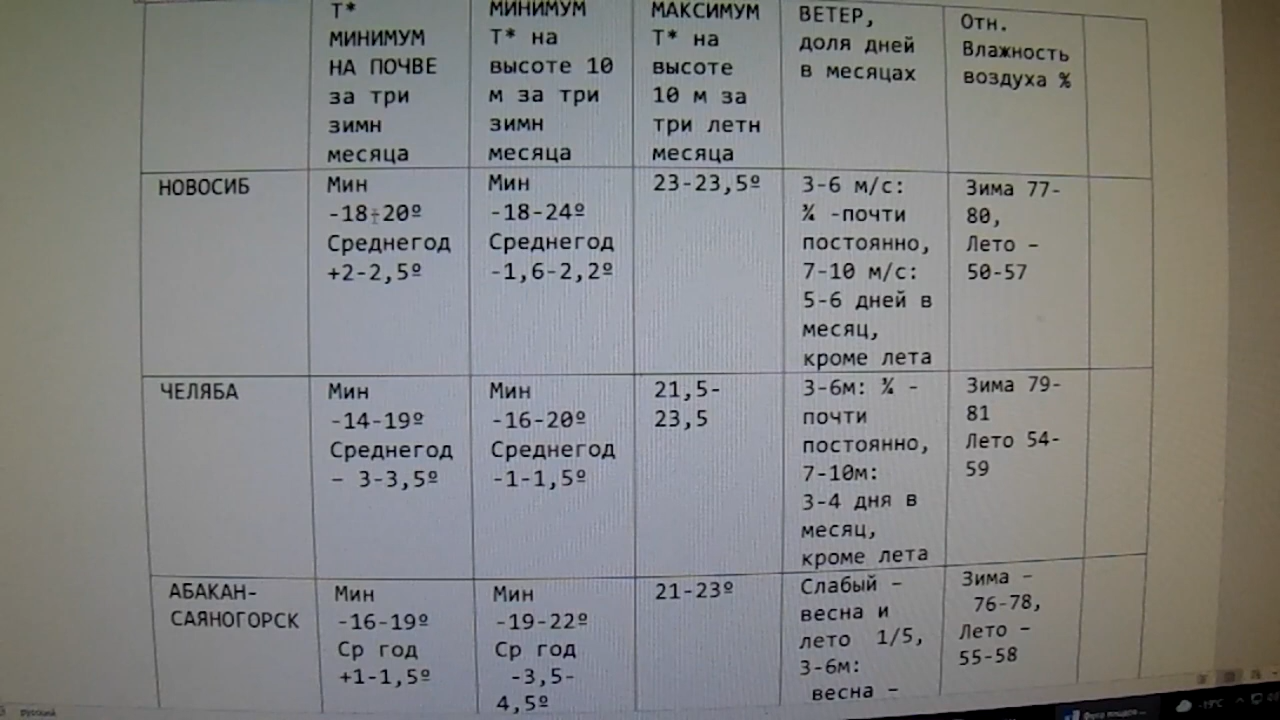 Т*
МИНИМУМ
НА ПОЧВЕ
за три
зимн
месяца
МИНИМУМ
Т* на
высоте 10
м за три
зимн
месяца
МАКСИМУМ
Т* на
высоте
10 м за
три летн
месяца
ВЕТЕР,
доля дней
в месяцах
Отн.
Влажность
воздуха %
НОВОСИБ
Мин
-18-20º
Среднегод
+2-2,5º
Мин
-18-24º
Среднегод
-1,6-2,2º
23-23,5º
3-6 м/с:
¾ -почти
постоянно,
7-10 м/с:
5-6 дней в
месяц,
кроме лета
Зима 77-
80,
Лето –
50-57
ЧЕЛЯБА
Мин
-14-19º
Среднегод
– 3-3,5º
Мин
-16-20º
Среднегод
-1-1,5º
21,5-
23,5
3-6м: ¾ -
почти
постоянно,
7-10м:
3-4 дня в
месяц,
кроме лета
Зима 79-
81
Лето 54-
59
АБАКАН-
САЯНОГОРСК
Мин
-16-19º
Ср год
+1-1,5º
Мин
-19-22º
Ср год
-3,5-
4,5º
21-23º
Слабый –
весна и
лето 1/5,
3-6м:
весна –
Зима –
76-78,
Лето –
55-58
русский
-19°C